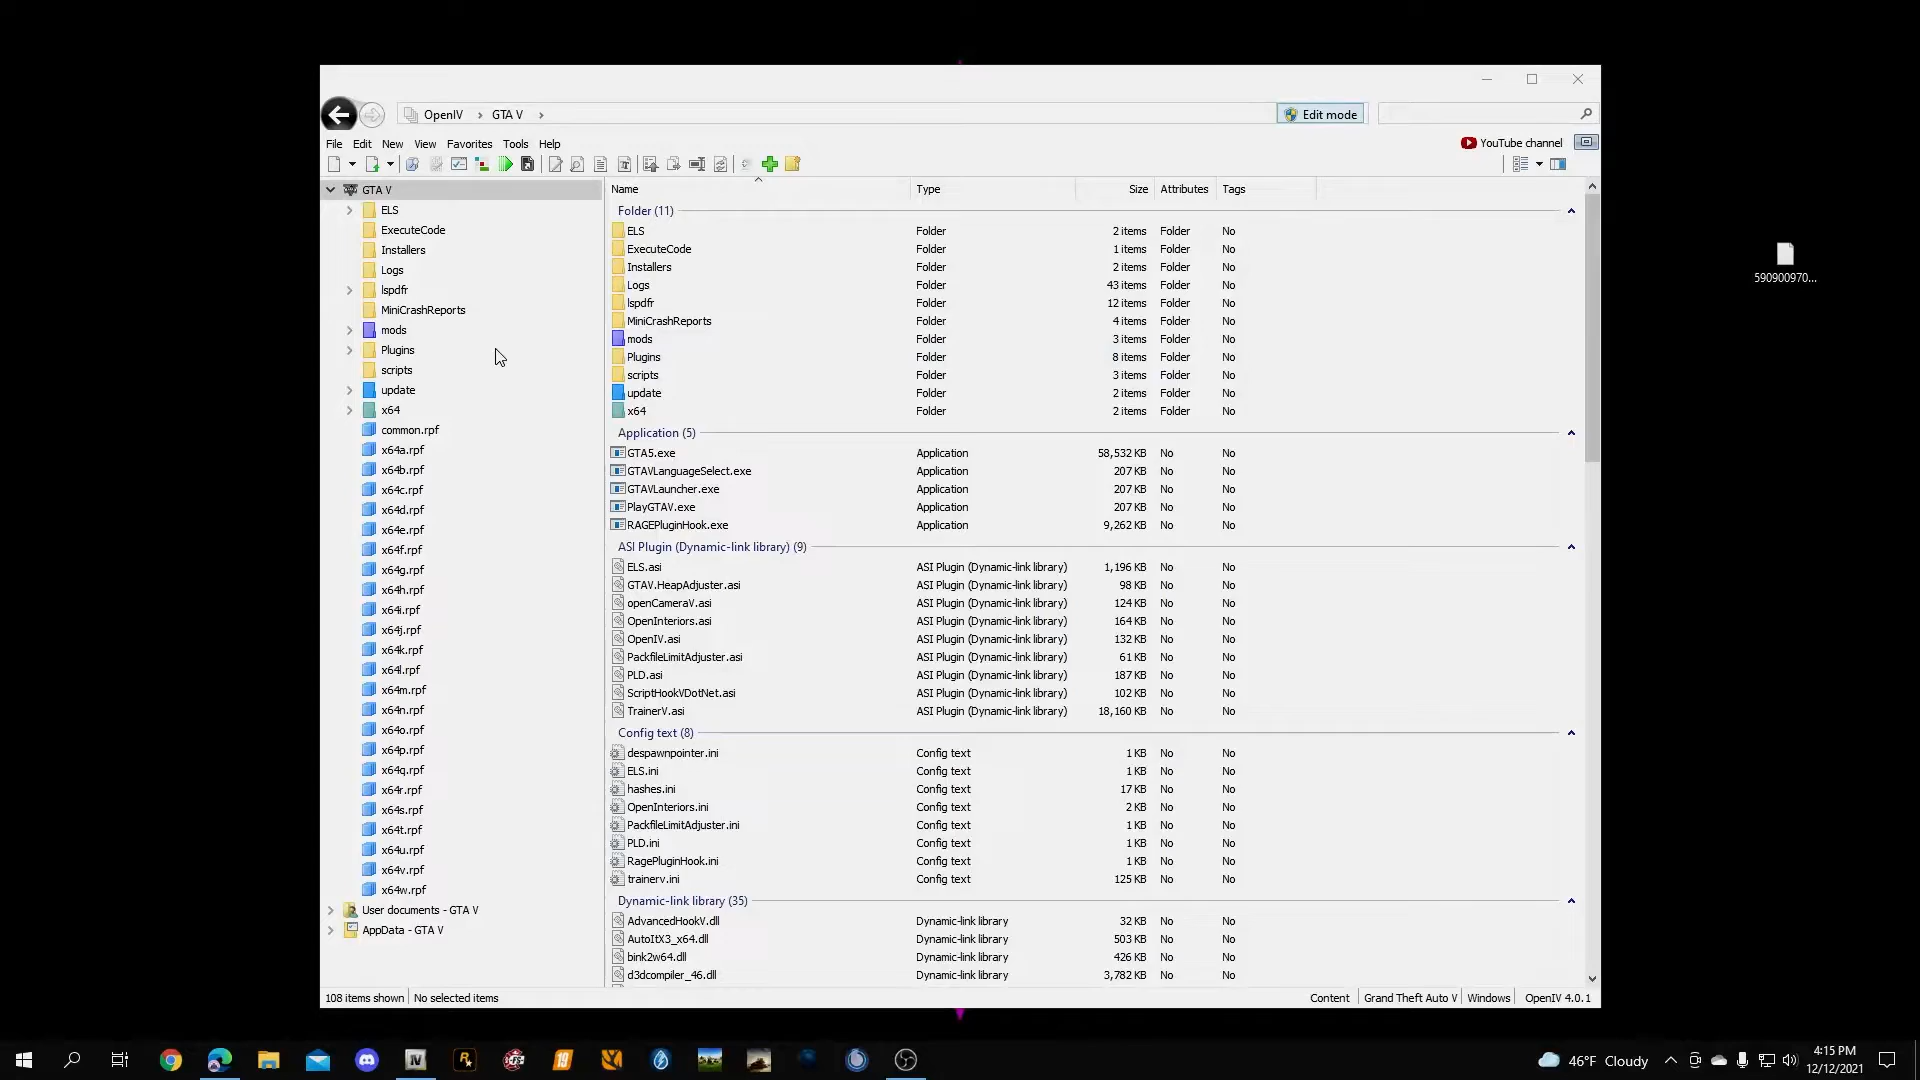 OpenIV > GTA V >
Edit mode
File Edit New View Favorites Tools Help
YouTube channel
GTA V
ELS
ExecuteCode
Installers
Logs
lspdfr
MiniCrashReports
mods
Plugins
scripts
update
x64
common.rpf
x64a.rpf
x64b.rpf
x64c.rpf
x64d.rpf
x64e.rpf
x64f.rpf
x64g.rpf
x64h.rpf
x64i.rpf
x64j.rpf
x64k.rpf
x64l.rpf
x64m.rpf
x64n.rpf
x64o.rpf
x64p.rpf
x64q.rpf
x64r.rpf
x64s.rpf
x64t.rpf
x64u.rpf
x64v.rpf
x64w.rpf
User documents - GTA V
AppData - GTA V
Name Type Size Attributes Tags
Folder (11)
ELS Folder 2 items Folder No
ExecuteCode Folder 1 items Folder No
Installers Folder 2 items Folder No
Logs Folder 43 items Folder No
lspdfr Folder 12 items Folder No
MiniCrashReports Folder 4 items Folder No
mods Folder 3 items Folder No
Plugins Folder 8 items Folder No
scripts Folder 3 items Folder No
update Folder 2 items Folder No
x64 Folder 2 items Folder No
Application (5)
GTA5.exe Application 58,532 KB No No
GTAVLanguageSelect.exe Application 207 KB No No
GTAVLauncher.exe Application 207 KB No No
PlayGTAV.exe Application 207 KB No No
RAGEPluginHook.exe Application 9,262 KB No No
ASI Plugin (Dynamic-link library) (9)
ELS.asi ASI Plugin (Dynamic-link library) 1,196 KB No No
GTAV.HeapAdjuster.asi ASI Plugin (Dynamic-link library) 98 KB No No
openCameraV.asi ASI Plugin (Dynamic-link library) 124 KB No No
OpenInteriors.asi ASI Plugin (Dynamic-link library) 164 KB No No
OpenIV.asi ASI Plugin (Dynamic-link library) 132 KB No No
PackfileLimitAdjuster.asi ASI Plugin (Dynamic-link library) 61 KB No No
PLD.asi ASI Plugin (Dynamic-link library) 187 KB No No
ScriptHookVDotNet.asi ASI Plugin (Dynamic-link library) 102 KB No No
TrainerV.asi ASI Plugin (Dynamic-link library) 18,160 KB No No
Config text (8)
despawnpointer.ini Config text 1 KB No No
ELS.ini Config text 1 KB No No
hashes.ini Config text 17 KB No No
OpenInteriors.ini Config text 2 KB No No
PackfileLimitAdjuster.ini Config text 1 KB No No
PLD.ini Config text 1 KB No No
RagePluginHook.ini Config text 1 KB No No
trainerv.ini Config text 125 KB No No
Dynamic-link library (35)
AdvancedHookV.dll Dynamic-link library 32 KB No No
AutoItX3_x64.dll Dynamic-link library 503 KB No No
bink2w64.dll Dynamic-link library 426 KB No No
d3dcompiler_46.dll Dynamic-link library 3,782 KB No No
108 items shown No selected items
Content Grand Theft Auto V Windows OpenIV 4.0.1
590900970...
IV
R
19
46°F Cloudy
4:15 PM
12/12/2021